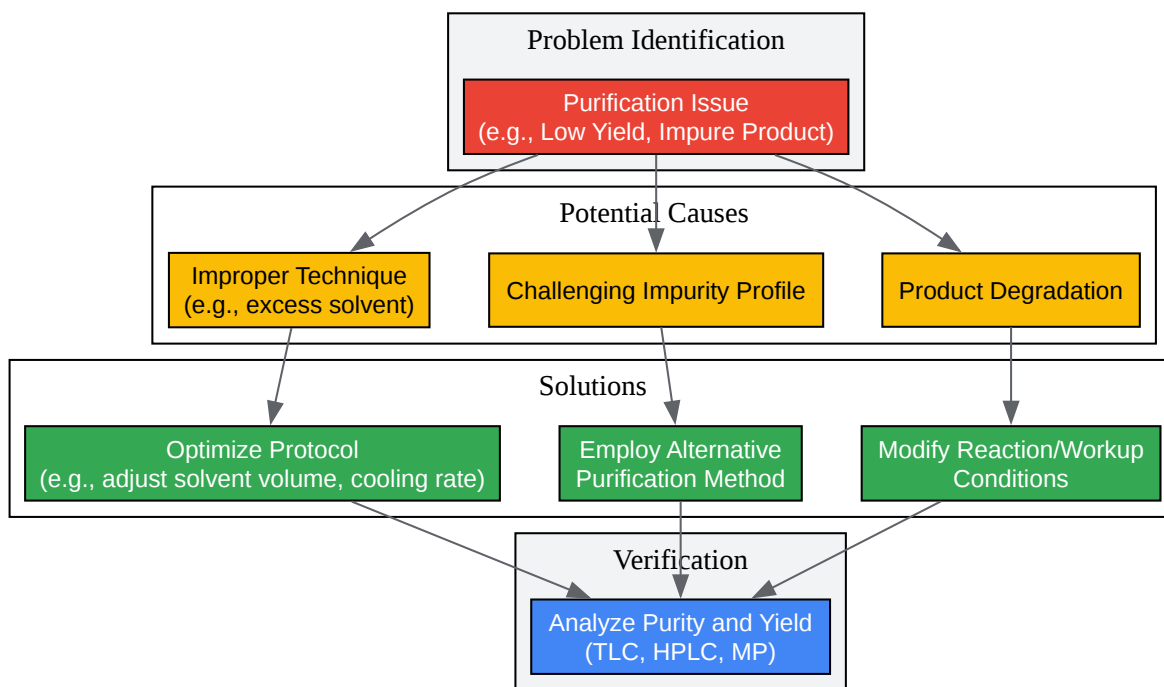 Problem Identification
Purification Issue
(e.g., Low Yield, Impure Product)
Potential Causes
Improper Technique
(e.g., excess solvent)
Challenging Impurity Profile
Product Degradation
Solutions
Optimize Protocol
(e.g., adjust solvent volume, cooling rate)
Employ Alternative
Purification Method
Modify Reaction/Workup
Conditions
Verification
Analyze Purity and Yield
(TLC, HPLC, MP)